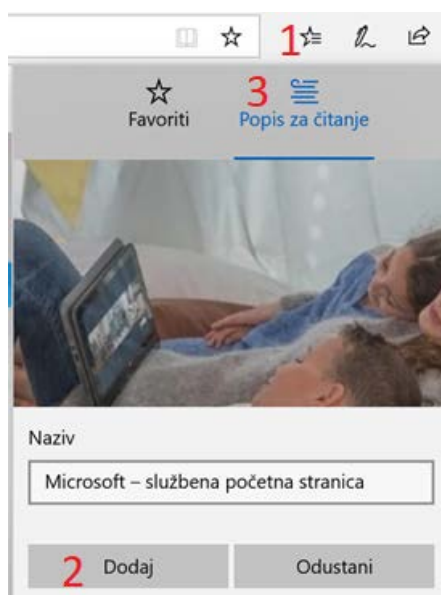 1
3
Favoriti Popis za čitanje
Naziv
Microsoft – službena početna stranica
2 Dodaj Odustani